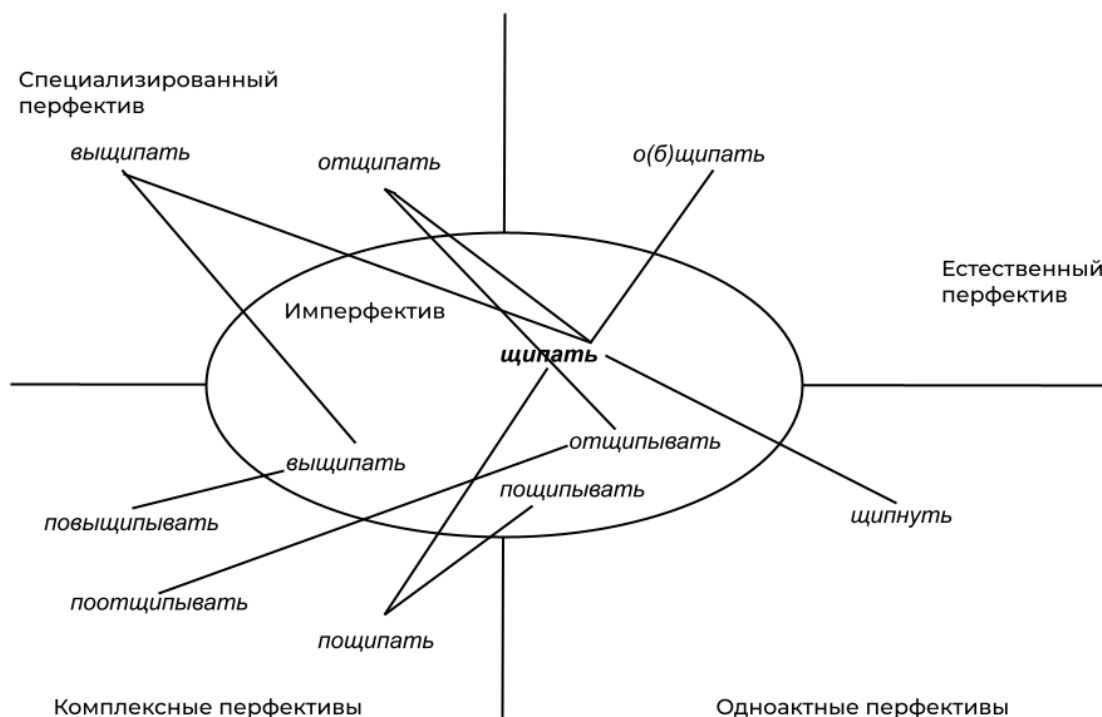 Специализированный
перфектив
выщипать
отщипать
о(б)щипать
Естественный
перфектив
Имперфектив
щипать
отщипывать
выщипать
пощипывать
повыщипывать
щипнуть
поотщипывать
пощипать
Комплексные перфективы
Одноактные перфективы